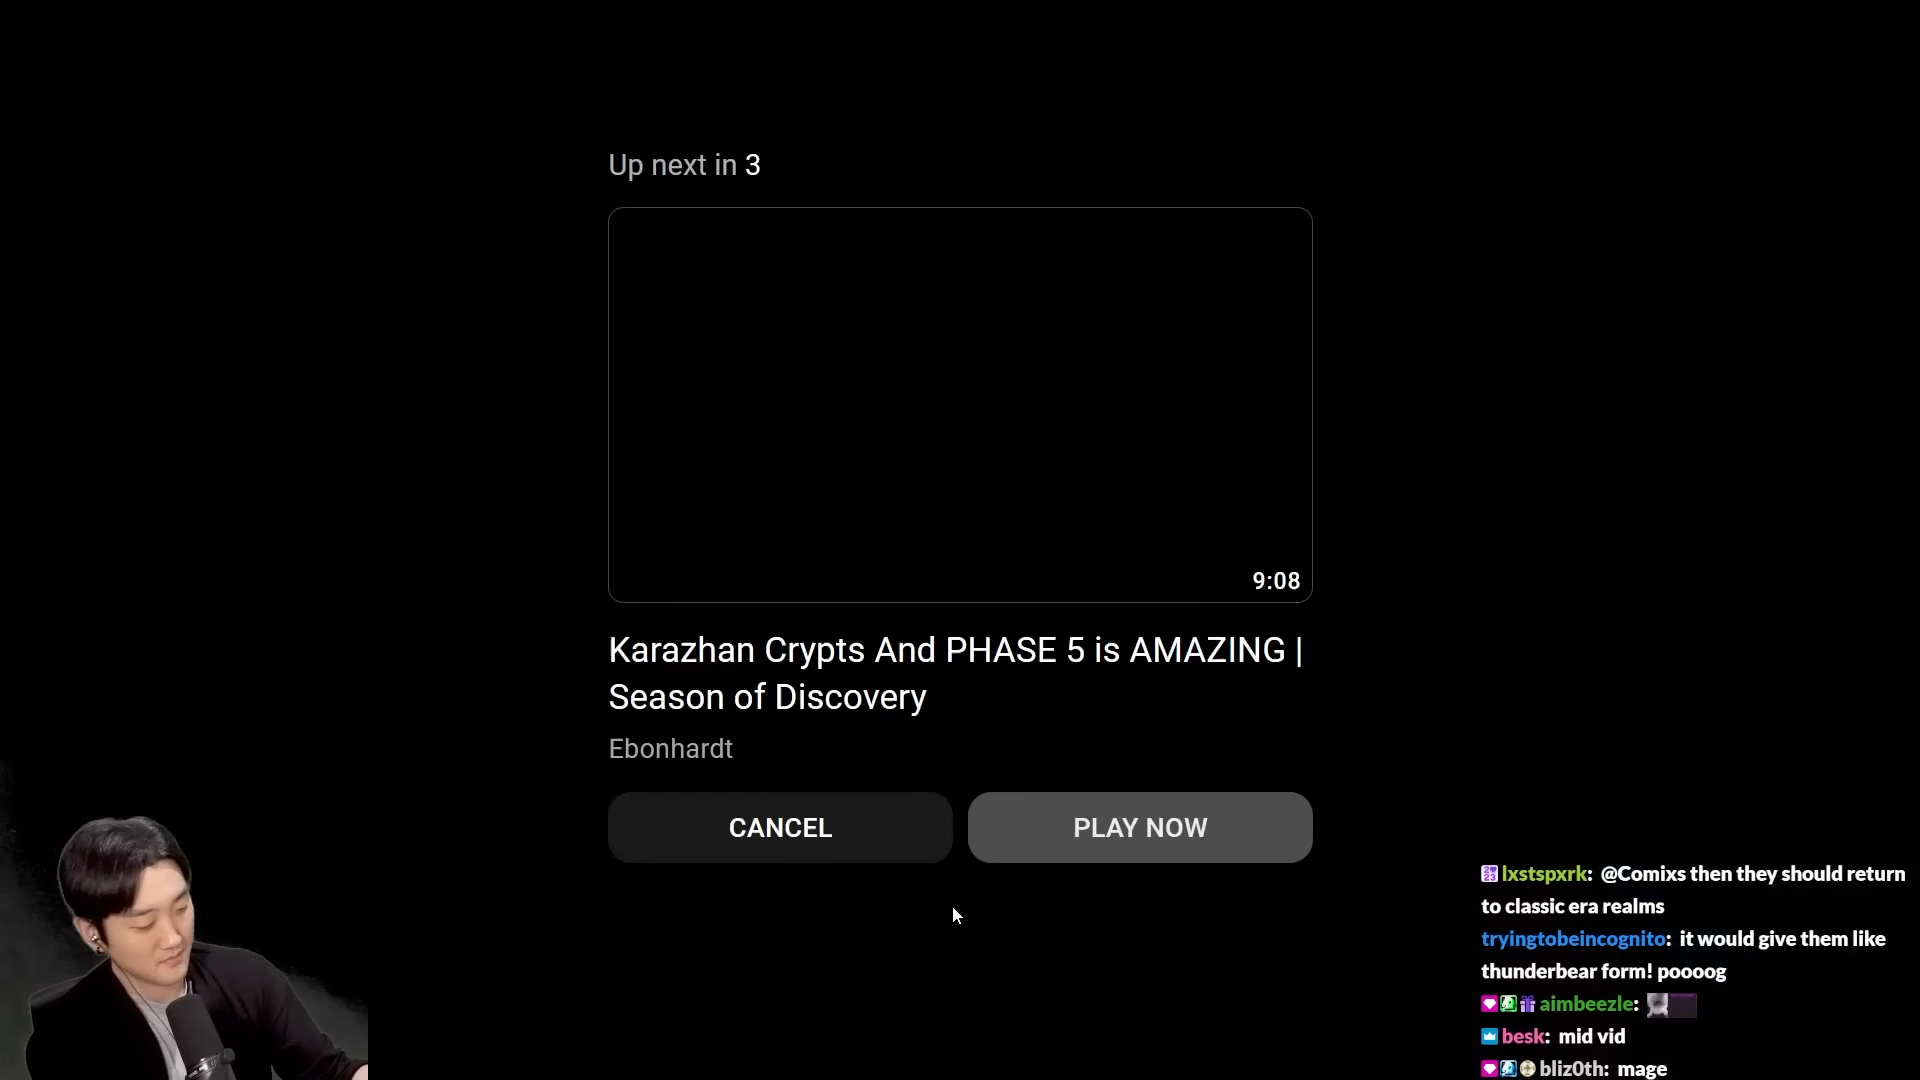 Up next in 3
9:08
Karazhan Crypts And PHASE 5 is AMAZING |
Season of Discovery
Ebonhardt
CANCEL
PLAY NOW
lxstspxrk: @Comixs then they should return
to classic era realms
tryingtobeincognito: it would give them like
thunderbear form! poooog
aimbeezle:
besk: mid vid
bliz0th: mage